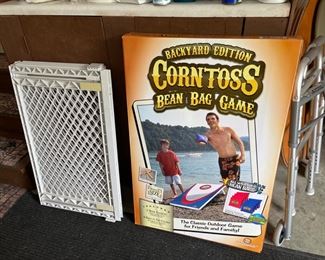 BACKYARD EDITION
CORNTOSS
BEAN BAG GAME
The Classic Outdoor Game
for Friends and Family!